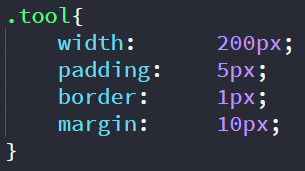 .tool{
    width:      200px;
    padding:    5px;
    border:     1px;
    margin:     10px;
}